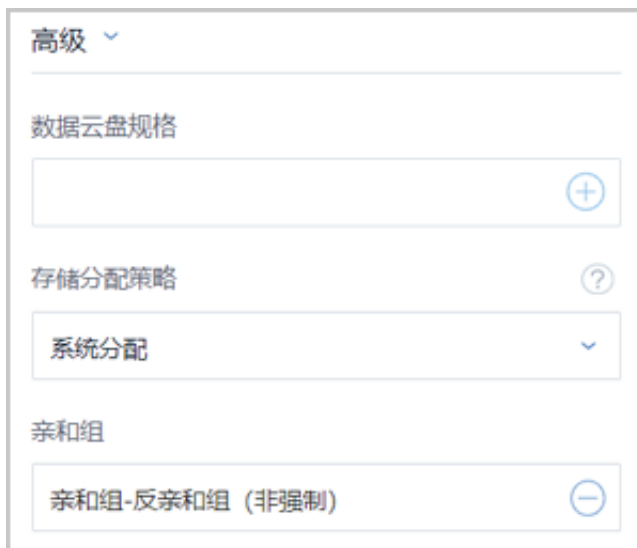 高级
数据云盘规格
存储分配策略
系统分配
亲和组
亲和组-反亲和组（非强制）